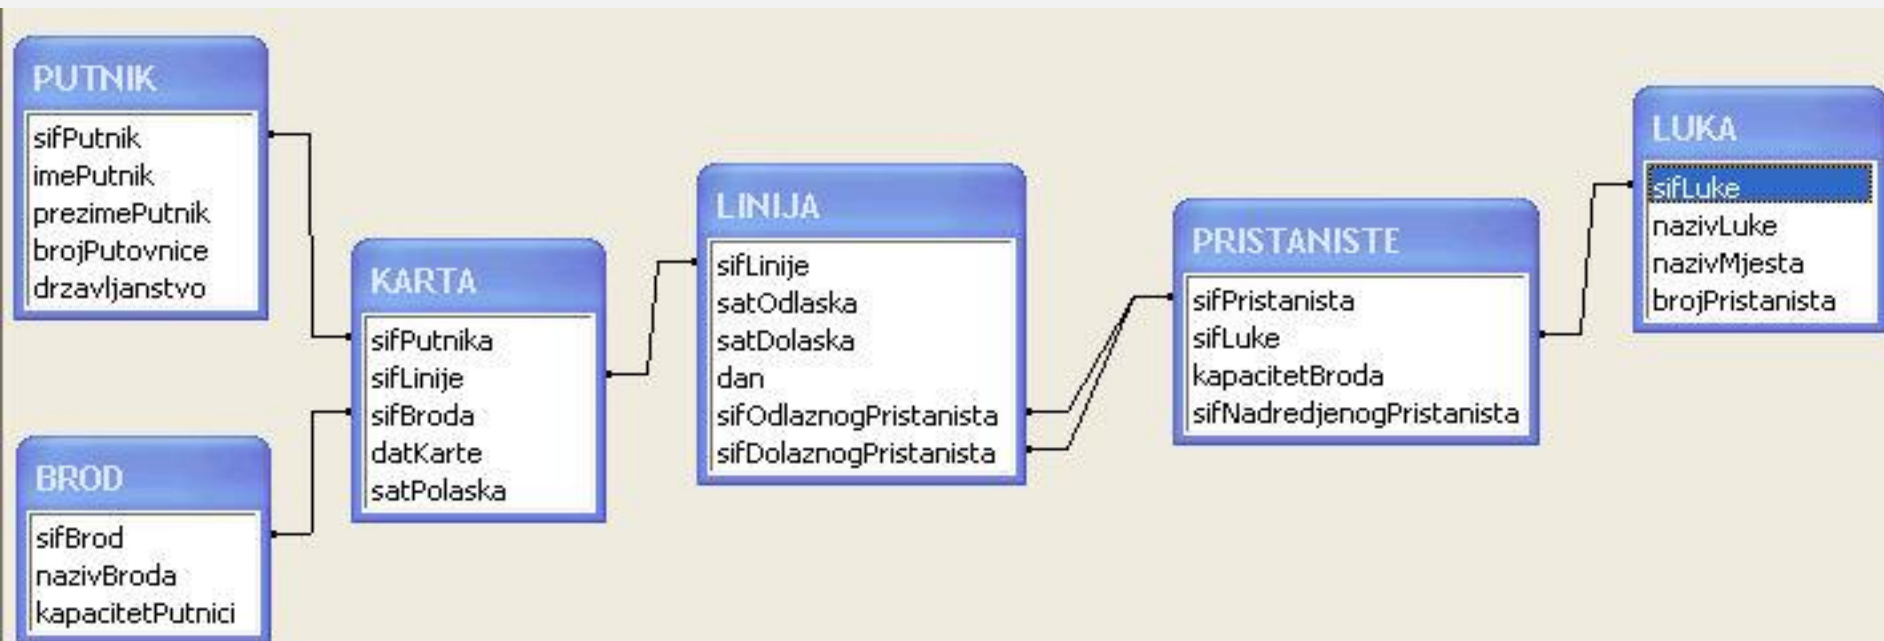 PUTNIK
sifPutnik
imePutnik
prezimePutnik
brojPutovnice
drzavljanstvo
BROD
sifBrod
nazivBroda
kapacitetPutnici
KARTA
sifPutnika
sifLinije
sifBroda
datKarte
satPolaska
LINIJA
sifLinije
satOdlaska
satDolaska
dan
sifOdlaznogPristanista
sifDolaznogPristanista
PRISTANISTE
sifPristanista
sifLuke
kapacitetBroda
sifNadredjenogPristanista
LUKA
sifLuke
nazivLuke
nazivMjesta
brojPristanista